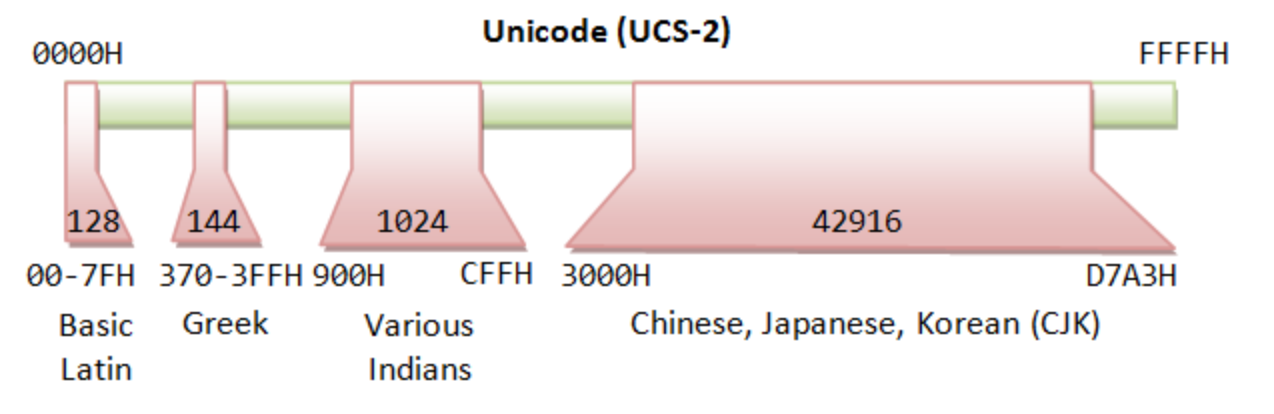 Unicode (UCS-2)
0000H FFFFH
128 144 1024 42916
00-7FH 370-3FFH 900H CFFH 3000H D7A3H
Basic Greek Various Chinese, Japanese, Korean (CJK)
Latin Indians